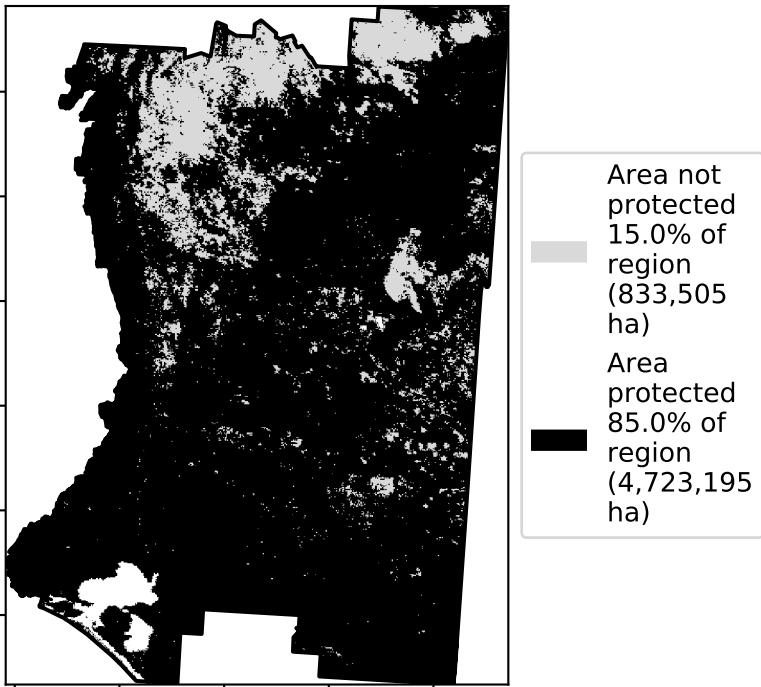 Area not
protected
15.0% of
region
(833,505
ha)
Area
protected
85.0% of
region
(4,723,195
ha)